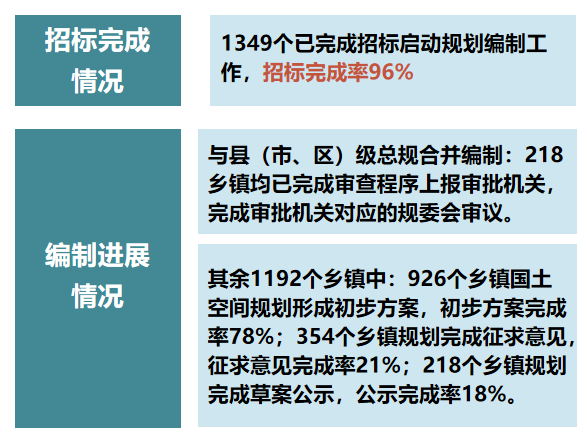 招标完成
情况
1349个已完成招标启动规划编制工
作，招标完成率96%
编制进展
情况
与县（市、区）级总规合并编制：218
乡镇均已完成审查程序上报审批机关，
完成审批机关对应的规委会审议。
其余1192个乡镇中：926个乡镇国土
空间规划形成初步方案，初步方案完成
率78%；354个乡镇规划完成征求意见，
征求意见完成率21%；218个乡镇规划
完成草案公示，公示完成率18%。